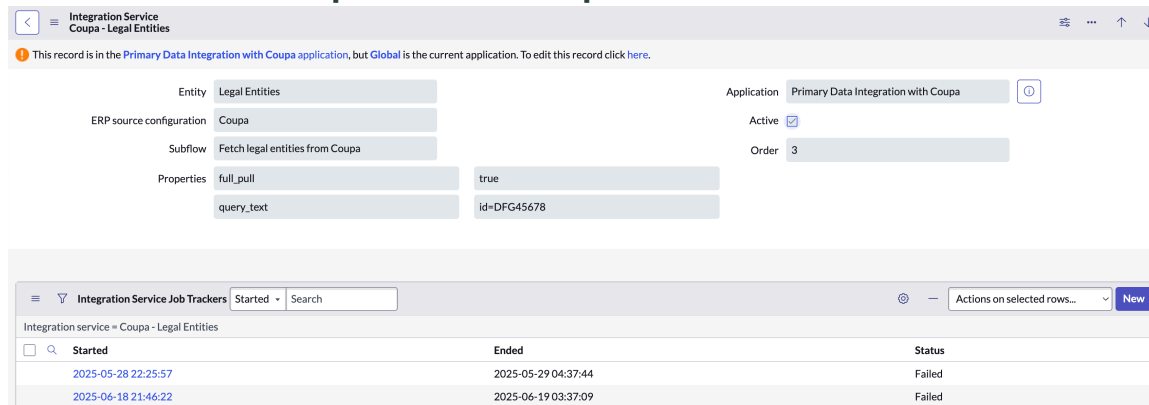 Integration Service
Coupa - Legal Entities
This record is in the Primary Data Integration with Coupa application, but Global is the current application. To edit this record click here.
Entity Legal Entities
Application Primary Data Integration with Coupa
ERP source configuration Coupa
Active
Subflow Fetch legal entities from Coupa
Order 3
Properties full_pull true
query_text id=DFG45678
Integration Service Job Trackers Started Search Actions on selected rows... New
Integration service = Coupa - Legal Entities
Started Ended Status
2025-05-28 22:25:57 2025-05-29 04:37:44 Failed
2025-06-18 21:46:22 2025-06-19 03:37:09 Failed